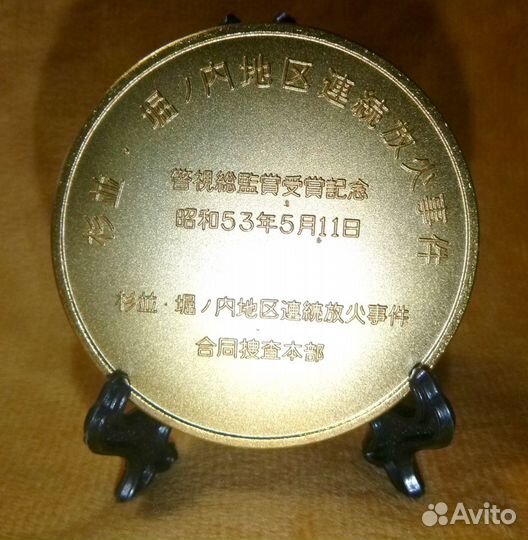 杉並・堀ノ内地区連続放火事件
警視総監賞受賞記念
昭和53年5月11日
杉並・堀ノ内地区連続放火事件
合同捜査本部
Avito